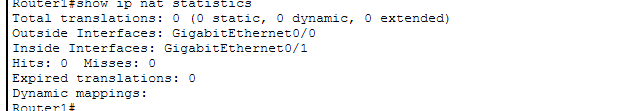 Router1#show ip nat statistics
Total translations: 0 (0 static, 0 dynamic, 0 extended)
Outside Interfaces: GigabitEthernet0/0
Inside Interfaces: GigabitEthernet0/1
Hits: 0  Misses: 0
Expired translations: 0
Dynamic mappings:
Router1#